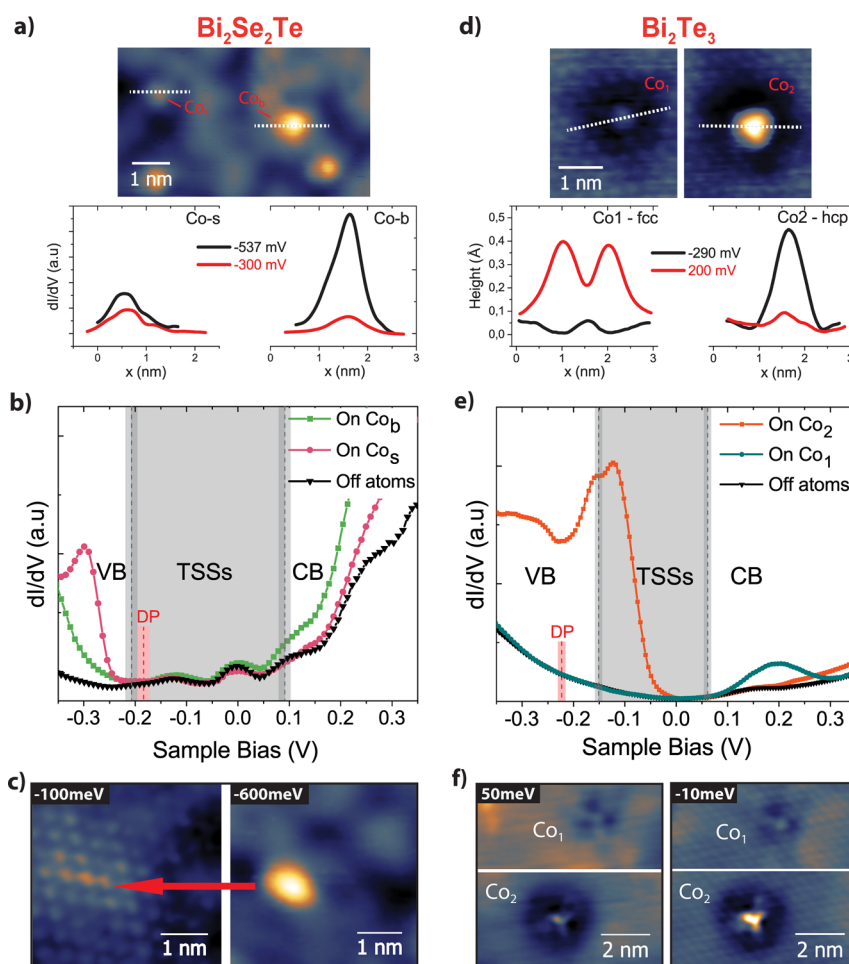 a)
Bi2Se2Te
Cos
Cob
1 nm
Co-s
Co-b
-537 mV
-300 mV
dI/dV (a.u)
0 1 2
0 1 2 3
x (nm)
x (nm)
b)
On Cob
On Cos
Off atoms
VB
TSSs
CB
DP
dI/dV (a.u)
-0.3 -0.2 -0.1 0.0 0.1 0.2 0.3
Sample Bias (V)
c)
-100meV
-600meV
1 nm
1 nm
d)
Bi2Te3
Co1
Co2
1 nm
Co1 - fcc
Co2 - hcp
0,5
0,4
0,3
0,2
0,1
0,0
Height (Å)
-290 mV
200 mV
0 1 2 3
0 1 2 3
x (nm)
x (nm)
e)
On Co2
On Co1
Off atoms
VB
TSSs
CB
DP
dI/dV (a.u)
-0.3 -0.2 -0.1 0.0 0.1 0.2 0.3
Sample Bias (V)
f)
50meV
-10meV
Co1
Co1
Co2
Co2
2 nm
2 nm